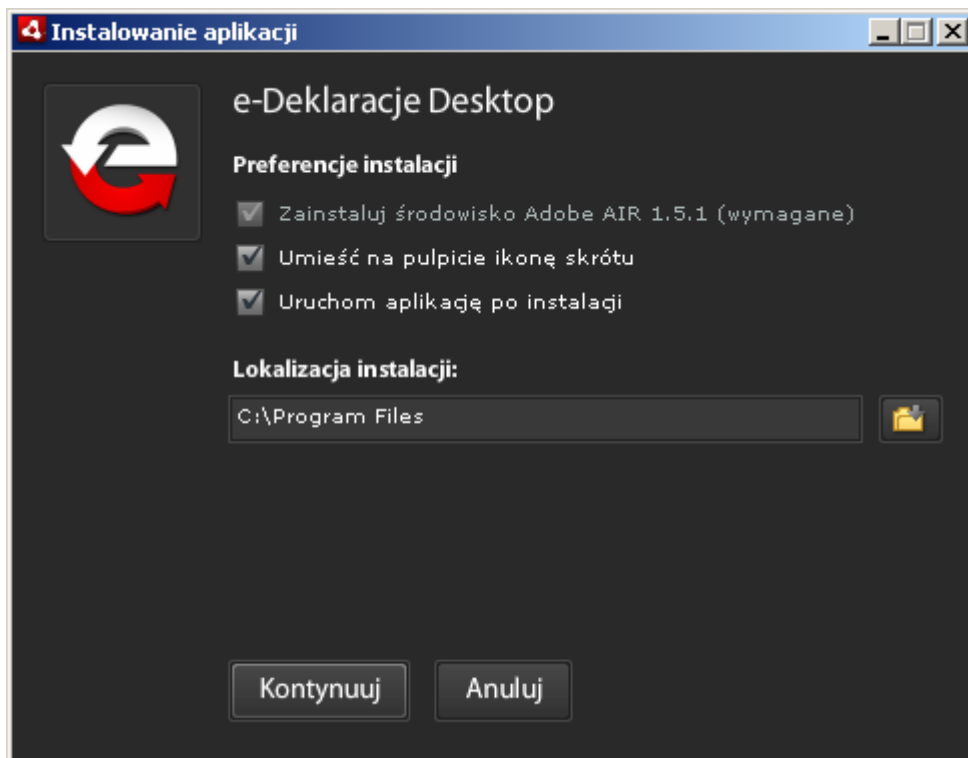 Instalowanie aplikacji
e-Deklaracje Desktop
Preferencje instalacji
Zainstaluj środowisko Adobe AIR 1.5.1 (wymagane)
Umieść na pulpicie ikonę skrótu
Uruchom aplikację po instalacji
Lokalizacja instalacji:
C:\Program Files
Kontynuuj
Anuluj